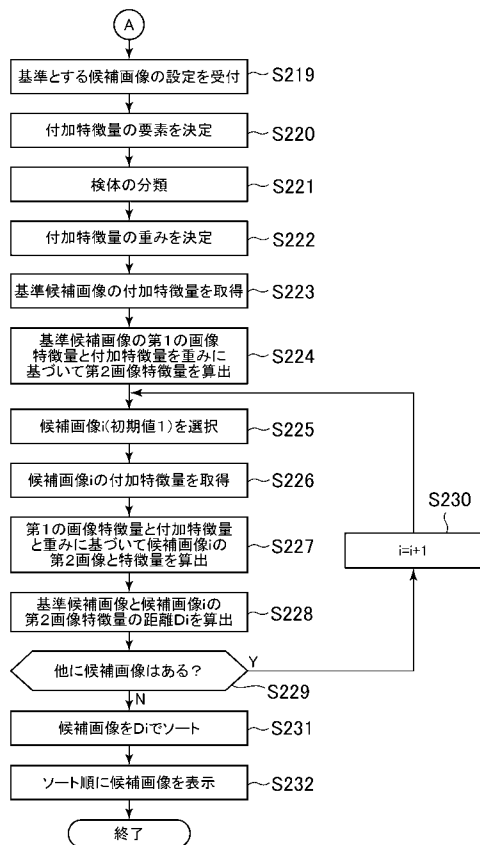 A
基準とする候補画像の設定を受付
S219
付加特徴量の要素を決定
S220
検体の分類
S221
付加特徴量の重みを決定
S222
基準候補画像の付加特徴量を取得
S223
基準候補画像の第1の画像
特徴量と付加特徴量を重みに
基づいて第2画像特徴量を算出
S224
候補画像i(初期値1)を選択
S225
候補画像iの付加特徴量を取得
S226
S230
i=i+1
第1の画像特徴量と付加特徴量
と重みに基づいて候補画像iの
第2画像と特徴量を算出
S227
基準候補画像と候補画像iの
第2画像特徴量の距離Diを算出
S228
他に候補画像はある?
Y
S229
N
候補画像をDiでソート
S231
ソート順に候補画像を表示
S232
終了